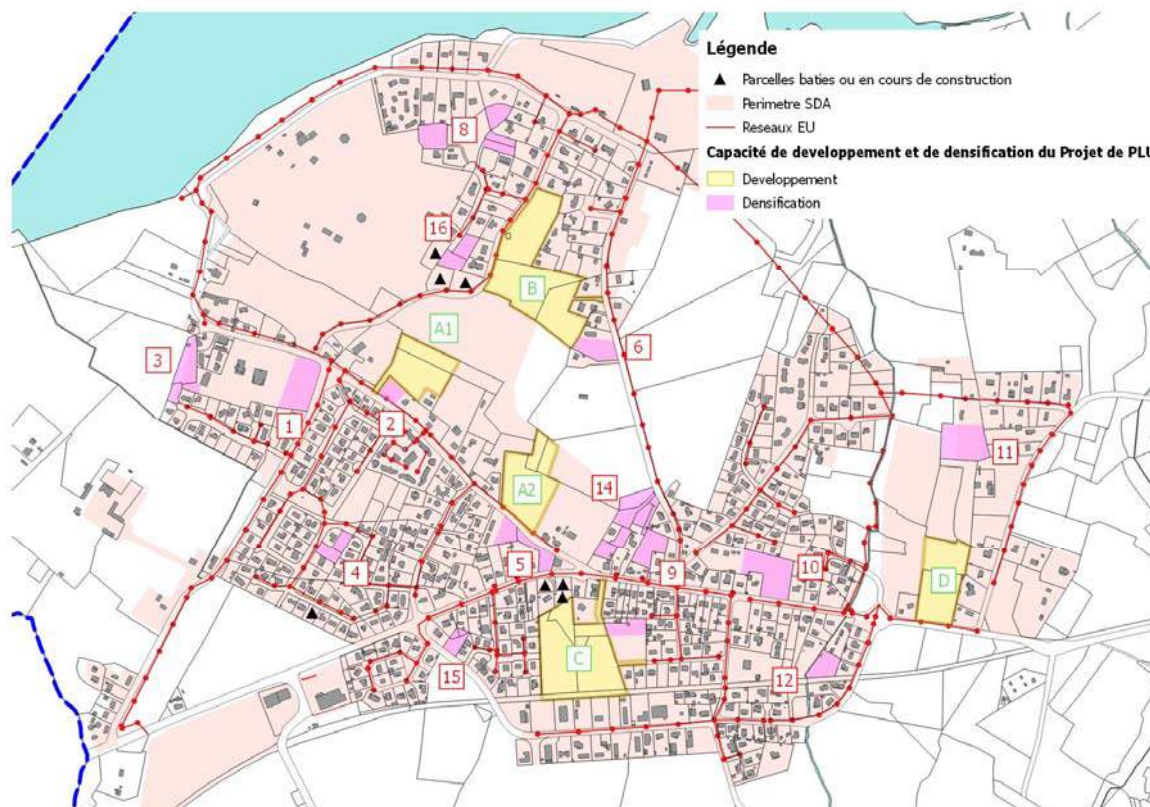 Légende
Parcelles baties ou en cours de construction
Perimetre SDA
Reseaux EU
Capacité de developpement et de densification du Projet de PLU
Developpement
Densification
8
16
B
A1
3
6
1
2
11
A2
14
5
9
10
4
D
C
15
12